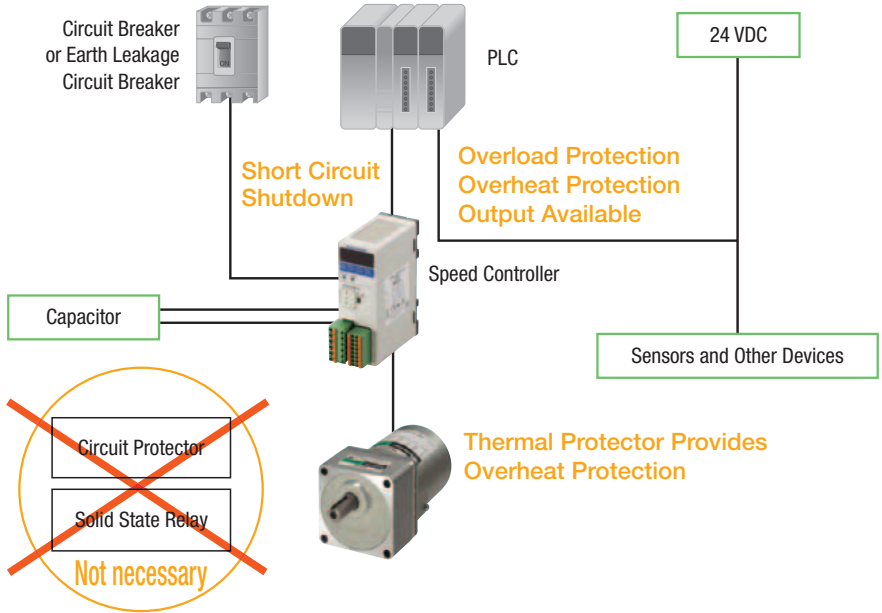 Circuit Breaker
or Earth Leakage
Circuit Breaker
ON
PLC
24 VDC
Short Circuit
Shutdown
Overload Protection
Overheat Protection
Output Available
Speed Controller
Capacitor
Sensors and Other Devices
Circuit Protector
Solid State Relay
Not necessary
Thermal Protector Provides
Overheat Protection